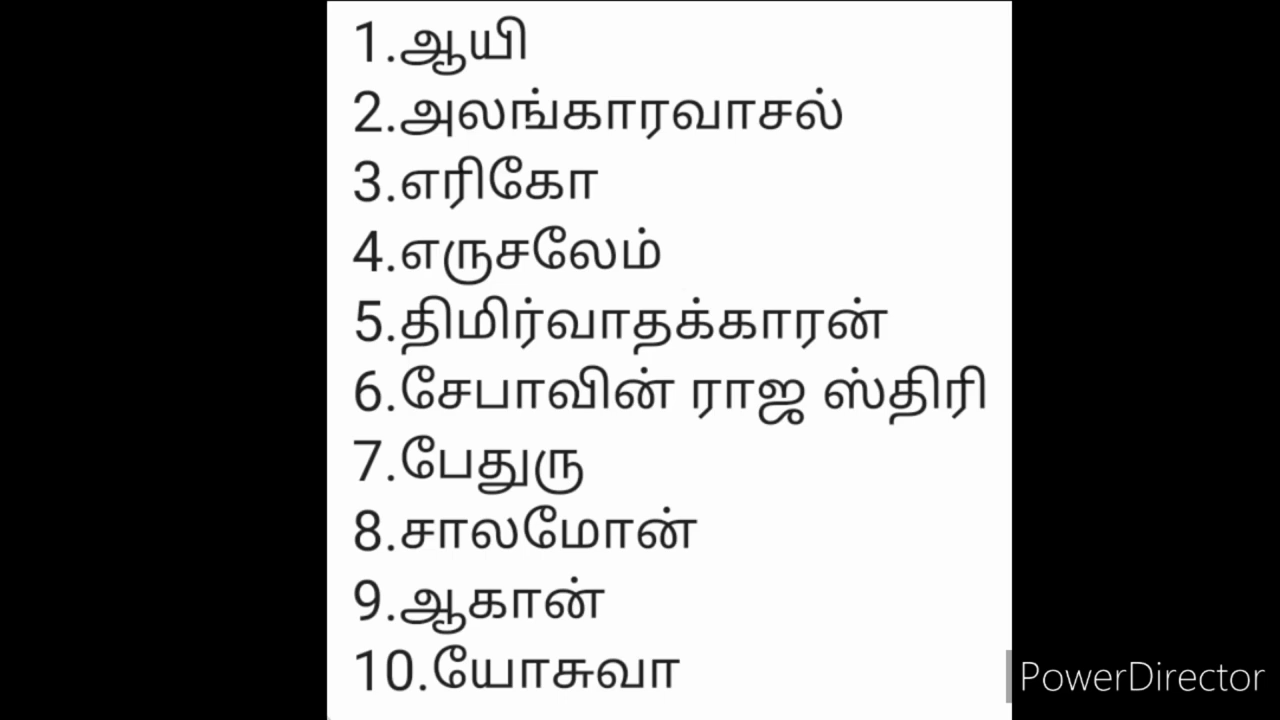 1.ஆயி
2.அலங்காரவாசல்
3.எரிகோ
4.எருசலேம்
5.திமிர்வாதக்காரன்
6.சேபாவின் ராஜ ஸ்திரி
7.பேதுரு
8.சாலமோன்
9.ஆகான்
10.யோசுவா
PowerDirector